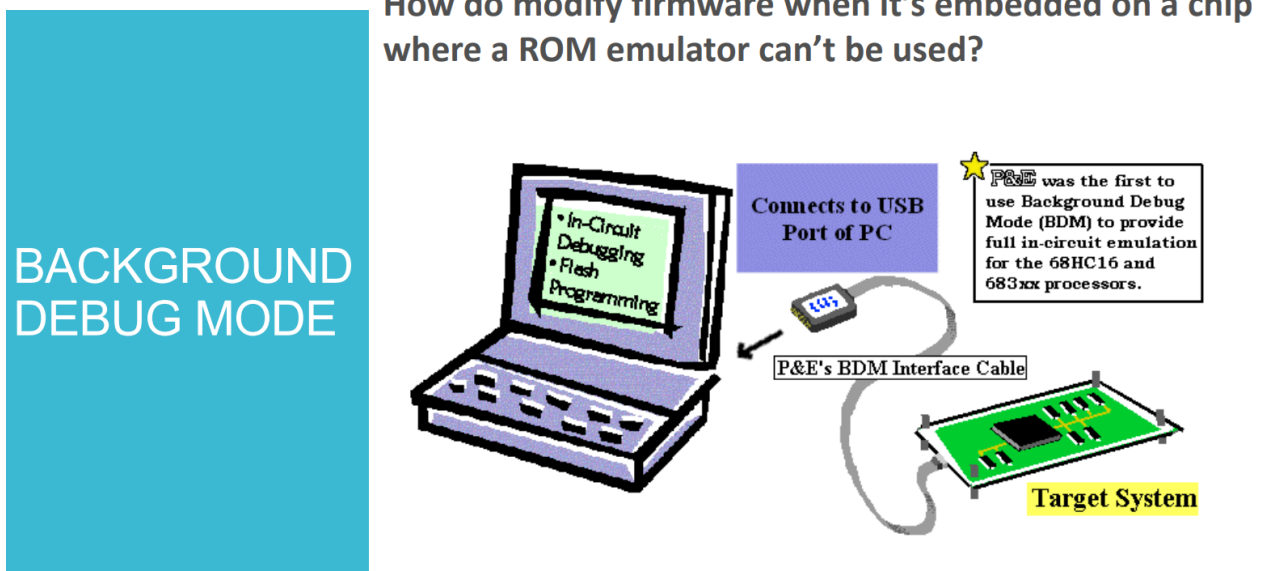 How do modify firmware when it's embedded on a chip
where a ROM emulator can't be used?
BACKGROUND
DEBUG MODE
• In-Circuit
Debugging
• Flash
Programming
Connects to USB
Port of PC
P&E was the first to
use Background Debug
Mode (BDM) to provide
full in-circuit emulation
for the 68HC16 and
683xx processors.
P&E's BDM Interface Cable
Target System